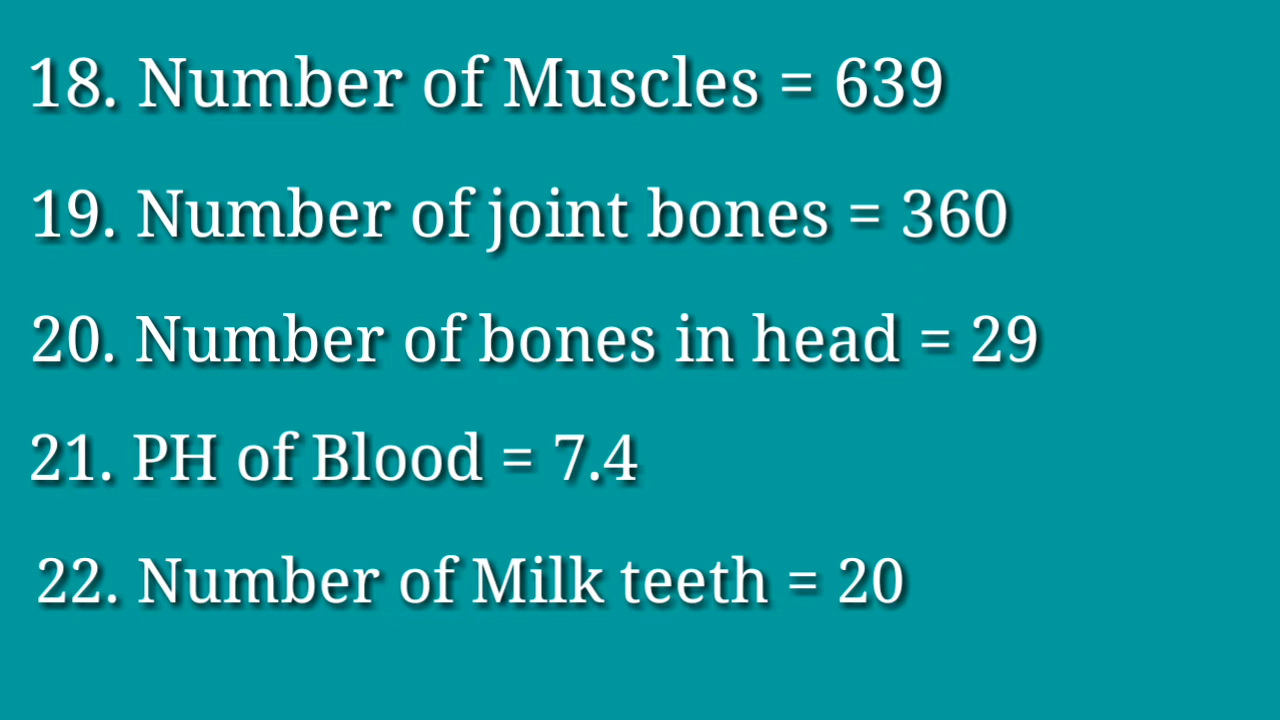 18. Number of Muscles = 639
19. Number of joint bones = 360
20. Number of bones in head = 29
21. PH of Blood = 7.4
22. Number of Milk teeth = 20